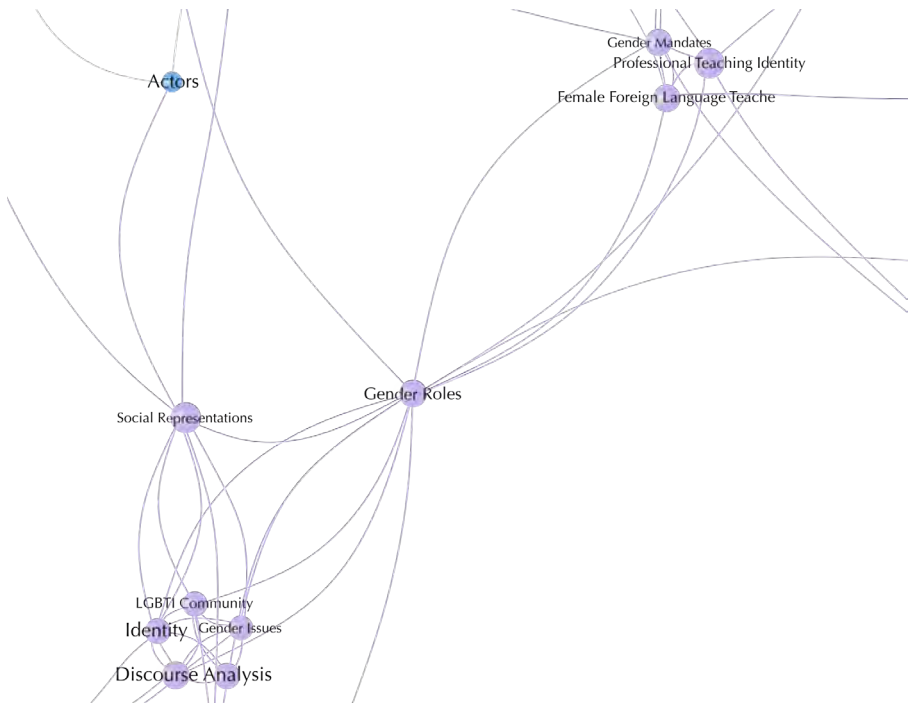 Gender Mandates
Professional Teaching Identity
Actors
Female Foreign Language Teache
Gender Roles
Social Representations
LGBTI Community
Identity
Gender Issues
Discourse Analysis